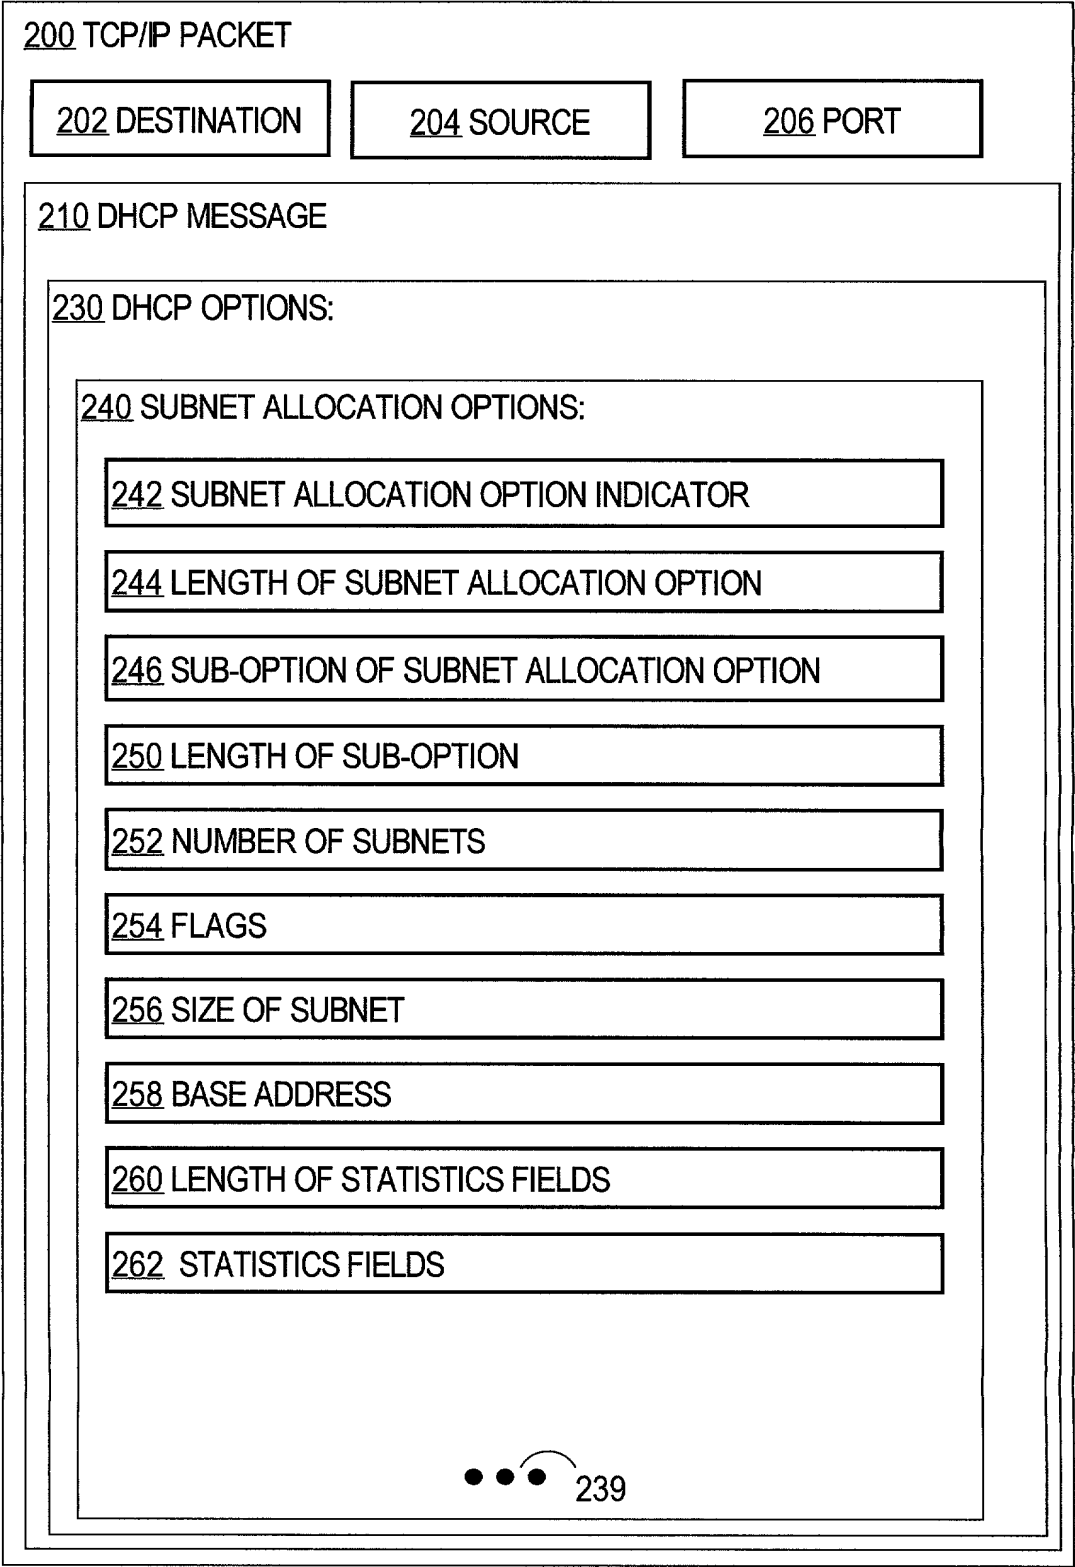 200 TCP/IP PACKET
202 DESTINATION
204 SOURCE
206 PORT
210 DHCP MESSAGE
230 DHCP OPTIONS:
240 SUBNET ALLOCATION OPTIONS:
242 SUBNET ALLOCATION OPTION INDICATOR
244 LENGTH OF SUBNET ALLOCATION OPTION
246 SUB-OPTION OF SUBNET ALLOCATION OPTION
250 LENGTH OF SUB-OPTION
252 NUMBER OF SUBNETS
254 FLAGS
256 SIZE OF SUBNET
258 BASE ADDRESS
260 LENGTH OF STATISTICS FIELDS
262 STATISTICS FIELDS
239